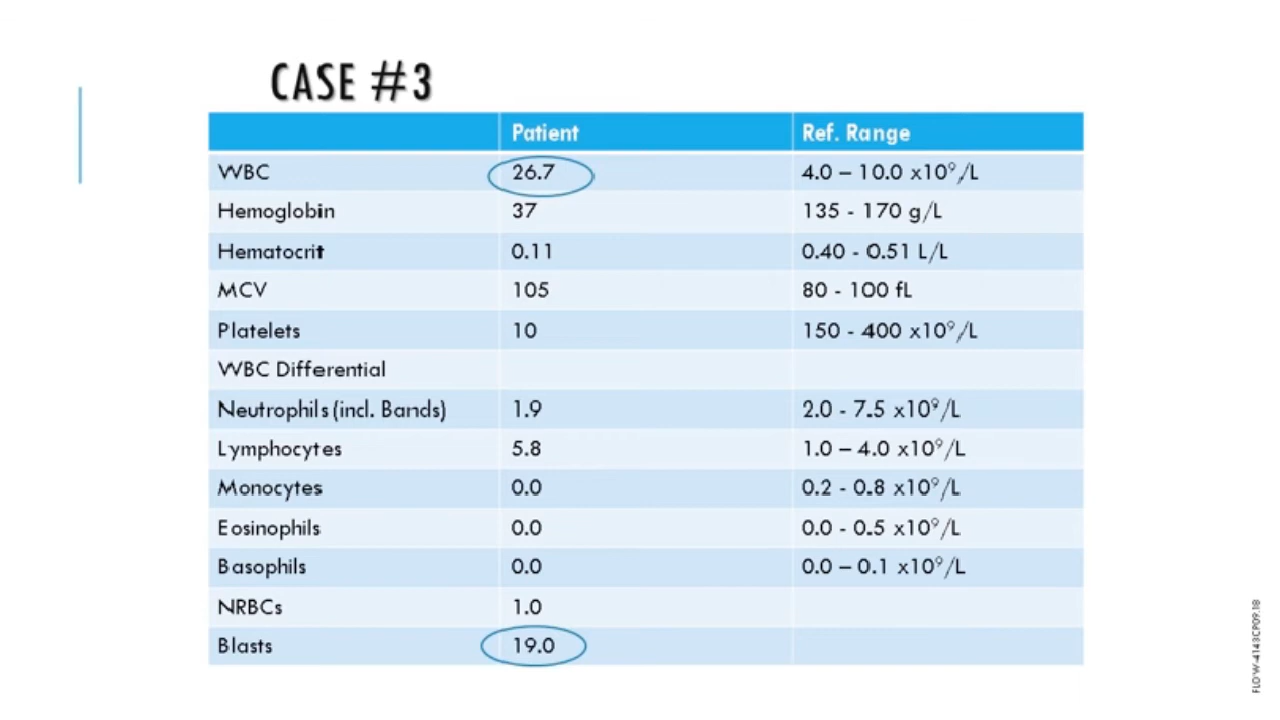 CASE #3
Patient Ref. Range
WBC 26.7 4.0 – 10.0 x10⁹/L
Hemoglobin 37 135 - 170 g/L
Hematocrit 0.11 0.40 - 0.51 L/L
MCV 105 80 - 100 fL
Platelets 10 150 - 400 x10⁹/L
WBC Differential
Neutrophils (incl. Bands) 1.9 2.0 - 7.5 x10⁹/L
Lymphocytes 5.8 1.0 – 4.0 x10⁹/L
Monocytes 0.0 0.2 - 0.8 x10⁹/L
Eosinophils 0.0 0.0 - 0.5 x10⁹/L
Basophils 0.0 0.0 – 0.1 x10⁹/L
NRBCs 1.0
Blasts 19.0
FLOW-4143CP09.18